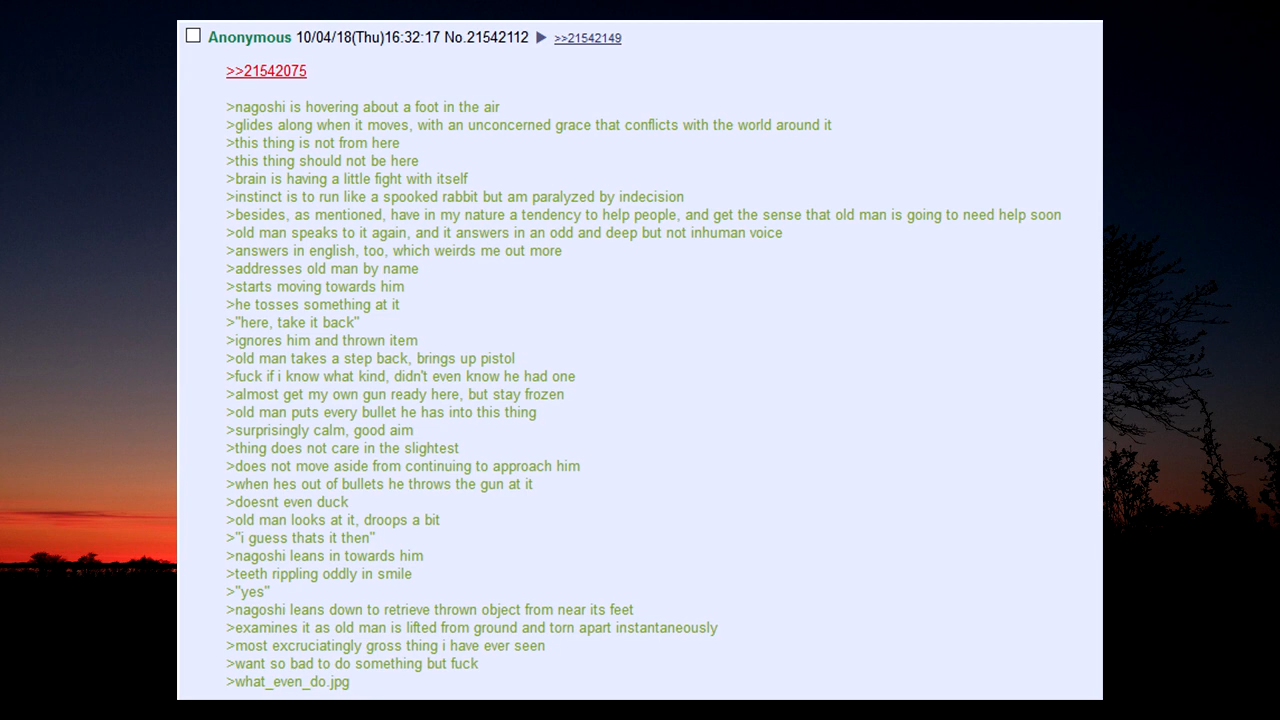 Anonymous 10/04/18(Thu)16:32:17 No.21542112 ▶ >>21542149
>>21542075
>nagoshi is hovering about a foot in the air
>glides along when it moves, with an unconcerned grace that conflicts with the world around it
>this thing is not from here
>this thing should not be here
>brain is having a little fight with itself
>instinct is to run like a spooked rabbit but am paralyzed by indecision
>besides, as mentioned, have in my nature a tendency to help people, and get the sense that old man is going to need help soon
>old man speaks to it again, and it answers in an odd and deep but not inhuman voice
>answers in english, too, which weirds me out more
>addresses old man by name
>starts moving towards him
>he tosses something at it
>"here, take it back"
>ignores him and thrown item
>old man takes a step back, brings up pistol
>fuck if i know what kind, didn't even know he had one
>almost get my own gun ready here, but stay frozen
>old man puts every bullet he has into this thing
>surprisingly calm, good aim
>thing does not care in the slightest
>does not move aside from continuing to approach him
>when hes out of bullets he throws the gun at it
>doesnt even duck
>old man looks at it, droops a bit
>"i guess thats it then"
>nagoshi leans in towards him
>teeth rippling oddly in smile
>"yes"
>nagoshi leans down to retrieve thrown object from near its feet
>examines it as old man is lifted from ground and torn apart instantaneously
>most excruciatingly gross thing i have ever seen
>want so bad to do something but fuck
>what_even_do.jpg